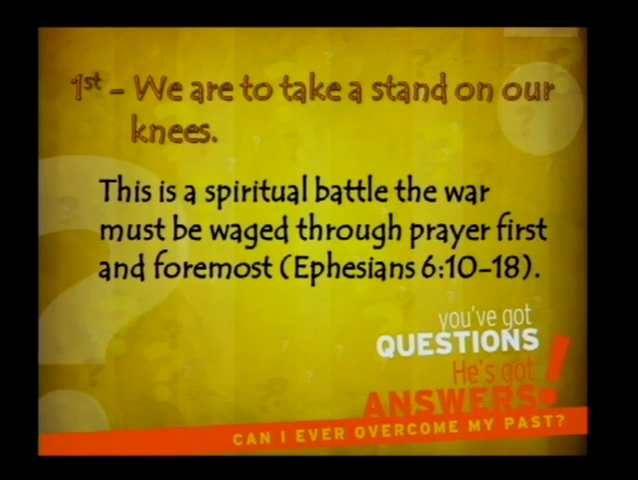 1st - We are to take a stand on our
knees.
This is a spiritual battle the war
must be waged through prayer first
and foremost (Ephesians 6:10-18).
you've got
QUESTIONS
He's got
ANSWERS!
CAN I EVER OVERCOME MY PAST?